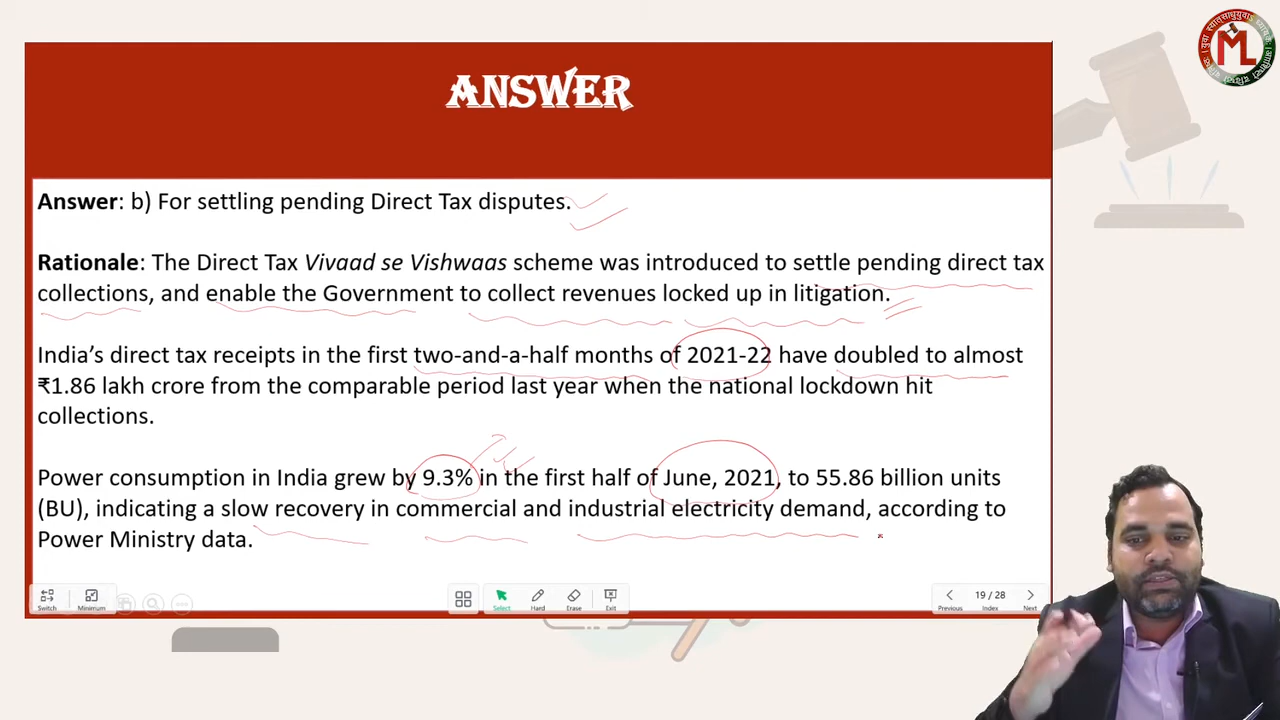 ANSWER
ML
Answer: b) For settling pending Direct Tax disputes.
Rationale: The Direct Tax Vivaad se Vishwaas scheme was introduced to settle pending direct tax
collections, and enable the Government to collect revenues locked up in litigation.
India's direct tax receipts in the first two-and-a-half months of 2021-22 have doubled to almost
₹1.86 lakh crore from the comparable period last year when the national lockdown hit
collections.
Power consumption in India grew by 9.3% in the first half of June, 2021, to 55.86 billion units
(BU), indicating a slow recovery in commercial and industrial electricity demand, according to
Power Ministry data.
Switch Minimum Select Hard Erase Exit Previous 19 / 28 Index Next